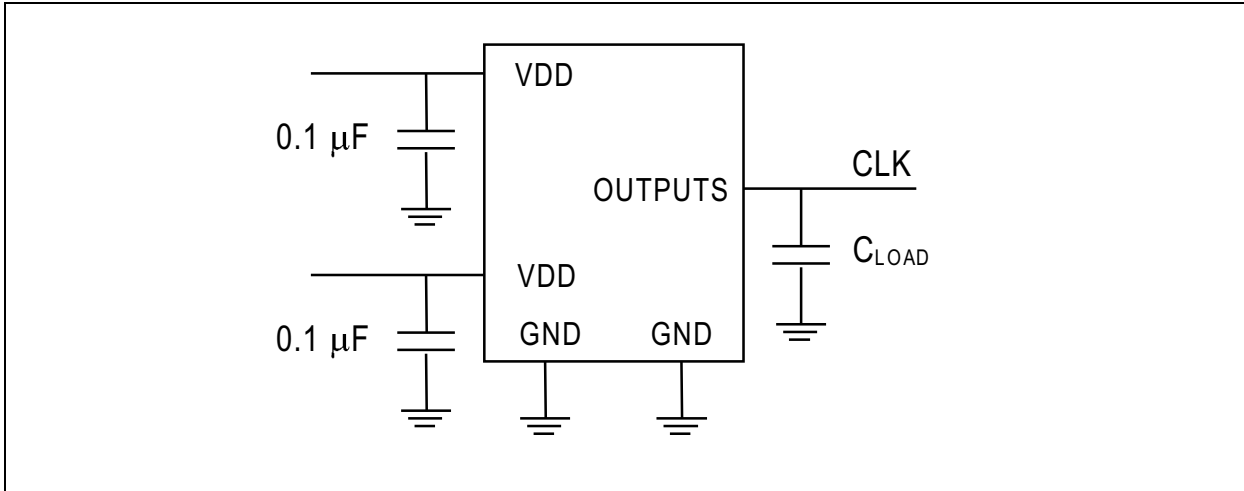 VDD
0.1 μF
CLK
OUTPUTS
CLOAD
VDD
0.1 μF
GND
GND